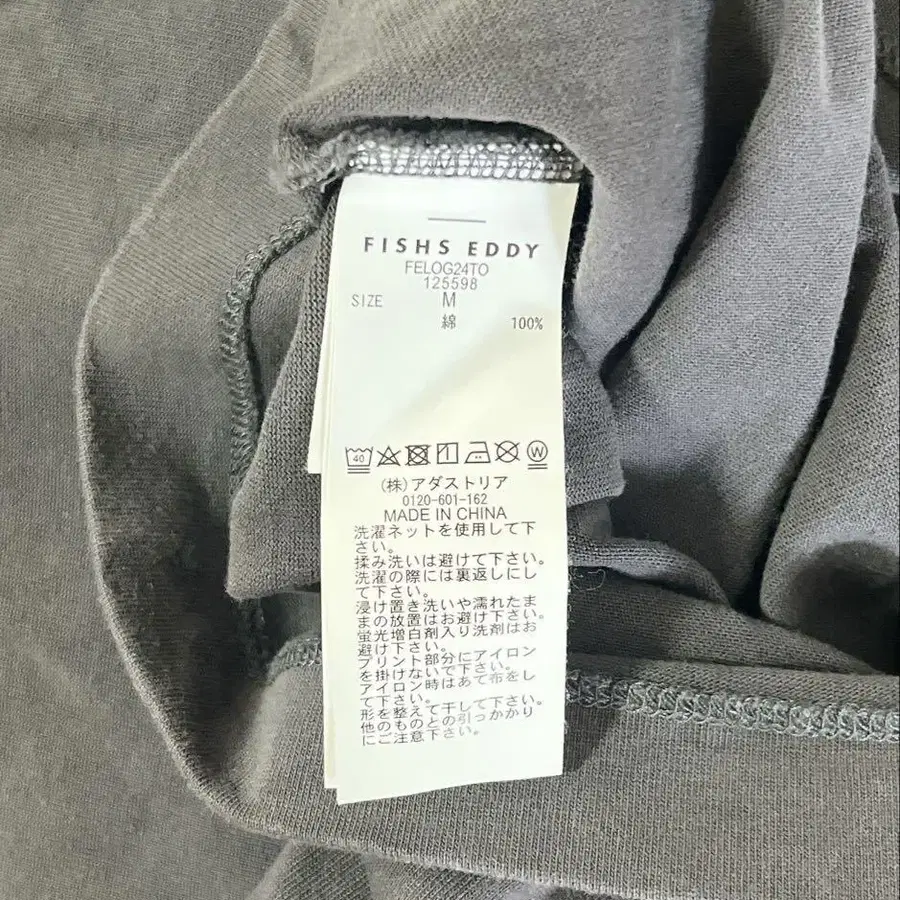 FISHS EDDY
FELOG24TO
125598
SIZE M
綿 100%
40 W
(株)アダストリア
0120-601-162
MADE IN CHINA
洗濯ネットを使用して下
さい。
揉み洗いは避けて下さい。
洗濯の際には裏返しにし
て下さい。
浸け置き洗いや濡れたま
まの放置はお避け下さい。
蛍光増白剤入り洗剤はお
避け下さい。
プリント部分にアイロン
を掛けないで下さい。
アイロン時はあて布をし
て下さい。
形を整えて干して下さい。
他のものとの引っかかり
にご注意下さい。